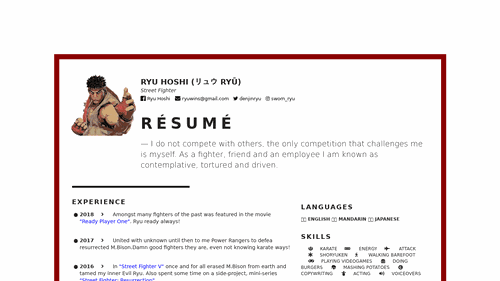 RYU HOSHI (リュウ RYŪ)
Street Fighter
Ryu Hoshi ryuwins@gmail.com denjinryu sworn_ryu
RÉSUMÉ
— I do not compete with others, the only competition that challenges me
is myself. As a fighter, friend and an employee I am known as
contemplative, tortured and driven.
EXPERIENCE
2018 > Amongst many fighters of the past was featured in the movie
"Ready Player One". Ryu ready always!
2017 > United with unknown until then to me Power Rangers to defea
resurrected M.Bison.Damn good fighters they are, even not knowing karate ways!
2016 > In "Street Fighter V" once and for all erased M.Bison from earth and
tamed my inner Evil Ryu. Also spent some time on a side-project, mini-series
"Street Fighter: Resurrection"
LANGUAGES
ENGLISH MANDARIN JAPANESE
SKILLS
KARATE ENERGY ATTACK
SHORYUKEN WALKING BAREFOOT
PLAYING VIDEOGAMES DOING
BURGERS MASHING POTATOES
COPYWRITING ACTING VOICEOVERS